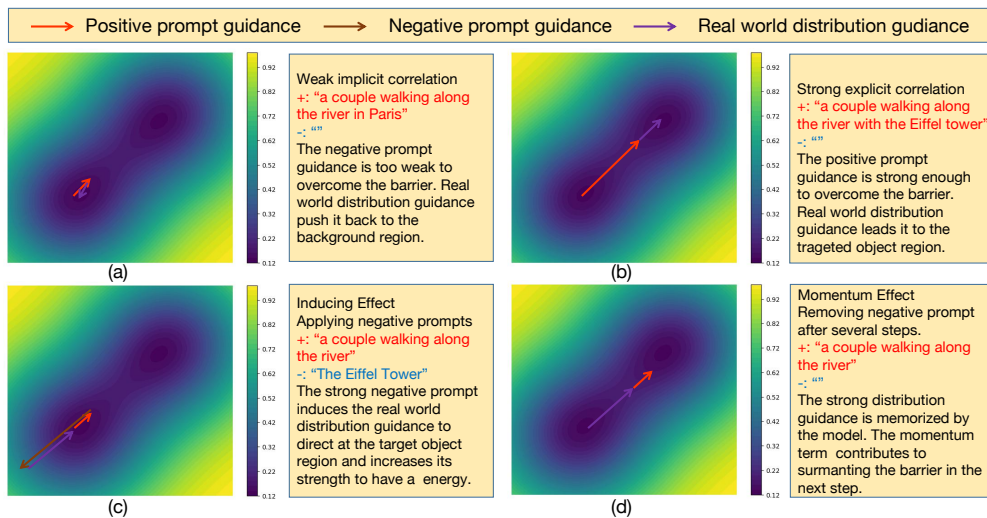 Positive prompt guidance
Negative prompt guidance
Real world distribution gudiance
0.92
0.82
0.72
0.62
0.52
0.42
0.32
0.22
0.12
(a)
Weak implicit correlation
+: “a couple walking along
the river in Paris”
-: “”
The negative prompt
guidance is too weak to
overcome the barrier. Real
world distribution guidance
push it back to the
background region.
0.92
0.82
0.72
0.62
0.52
0.42
0.32
0.22
0.12
(b)
Strong explicit correlation
+: “a couple walking along
the river with the Eiffel tower”
-: “”
The positive prompt
guidance is strong enough
to overcome the barrier.
Real world distribution
guidance leads it to the
trageted object region.
0.92
0.82
0.72
0.62
0.52
0.42
0.32
0.22
0.12
(c)
Inducing Effect
Applying negative prompts
+: “a couple walking along
the river”
-: “The Eiffel Tower”
The strong negative prompt
induces the real world
distribution guidance to
direct at the target object
region and increases its
strength to have a energy.
0.92
0.82
0.72
0.62
0.52
0.42
0.32
0.22
0.12
(d)
Momentum Effect
Removing negative prompt
after several steps.
+: “a couple walking along
the river”
-: “”
The strong distribution
guidance is memorized by
the model. The momentum
term contributes to
surmanting the barrier in the
next step.